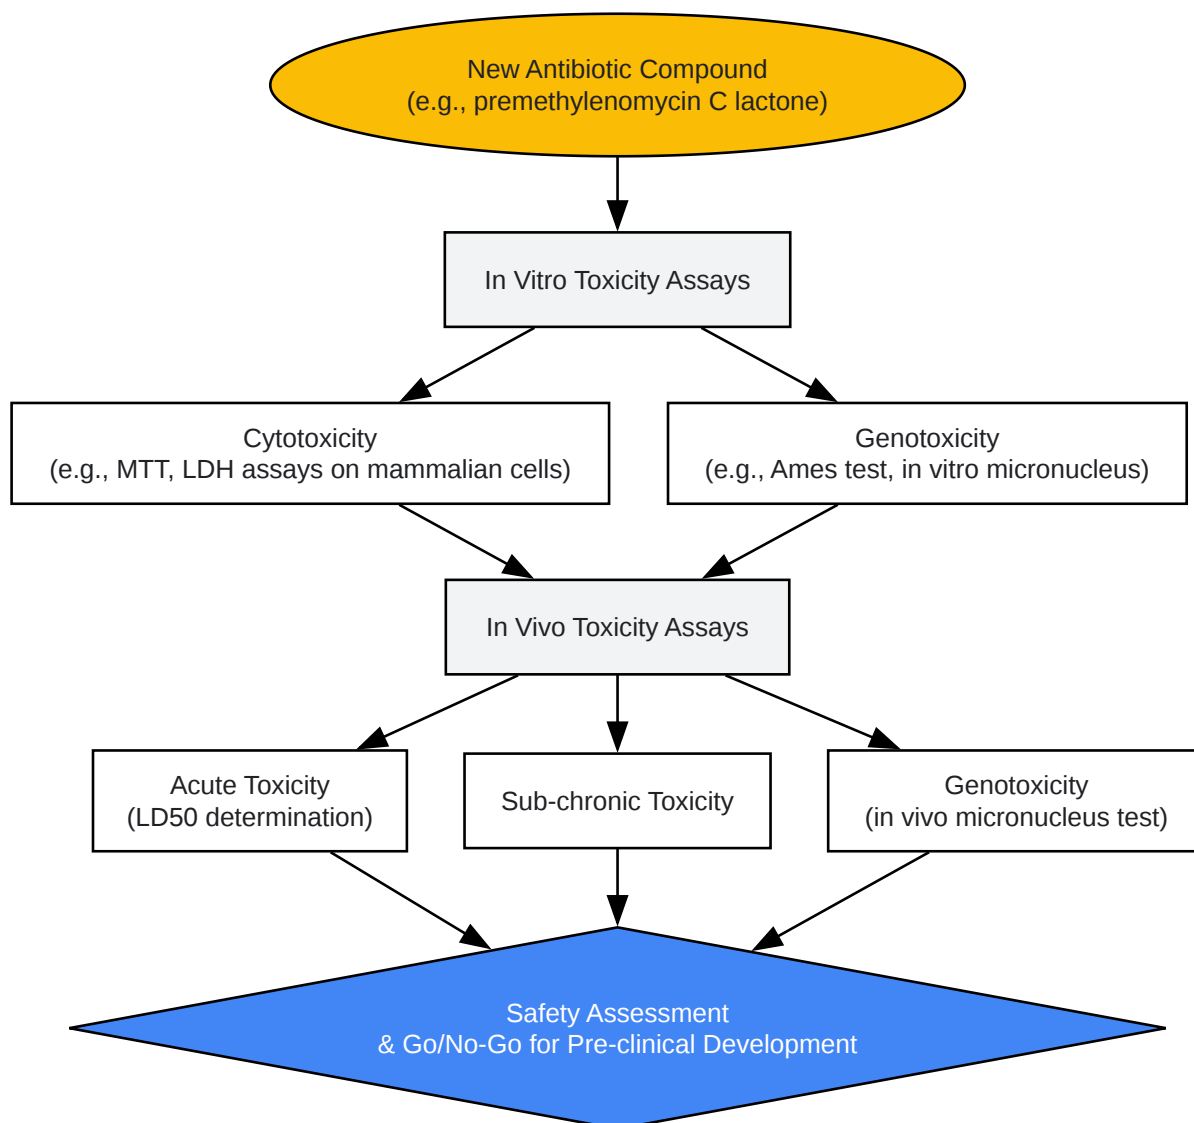 New Antibiotic Compound
(e.g., premethylenomycin C lactone)
In Vitro Toxicity Assays
Cytotoxicity
(e.g., MTT, LDH assays on mammalian cells)
Genotoxicity
(e.g., Ames test, in vitro micronucleus)
In Vivo Toxicity Assays
Acute Toxicity
(LD50 determination)
Sub-chronic Toxicity
Genotoxicity
(in vivo micronucleus test)
Safety Assessment
& Go/No-Go for Pre-clinical Development